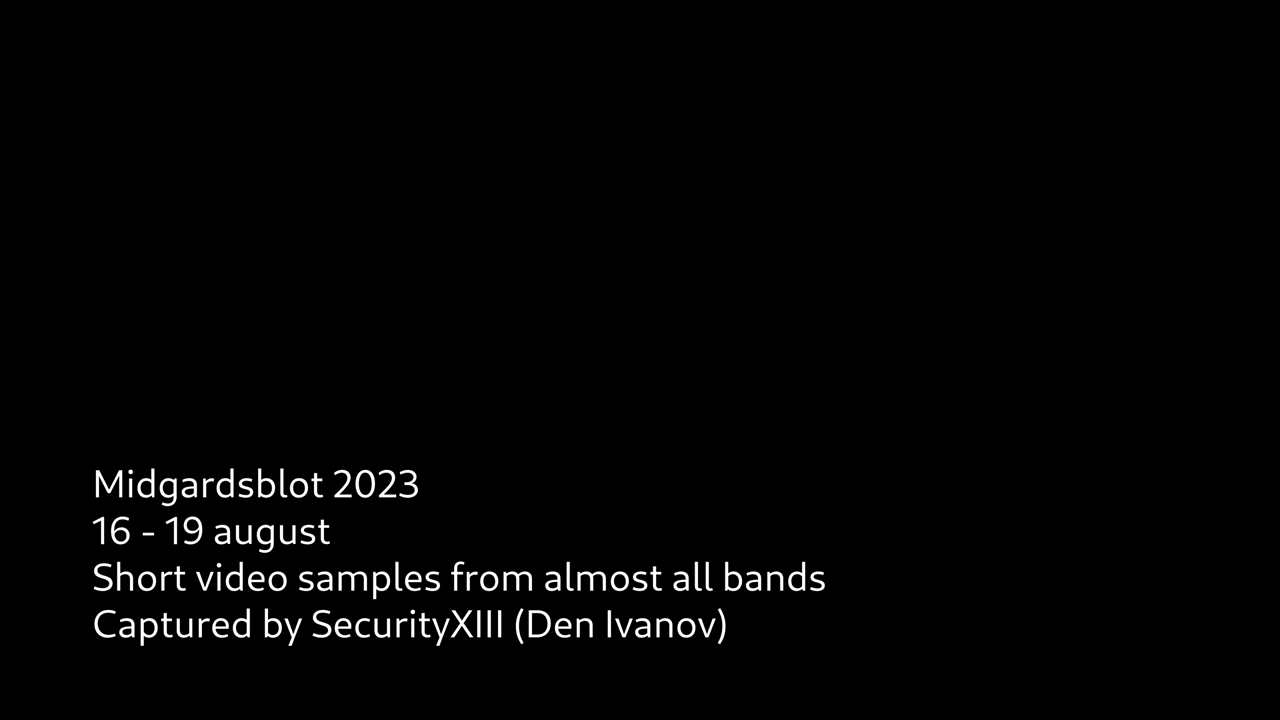 Midgardsblot 2023
16 - 19 august
Short video samples from almost all bands
Captured by SecurityXIII (Den Ivanov)